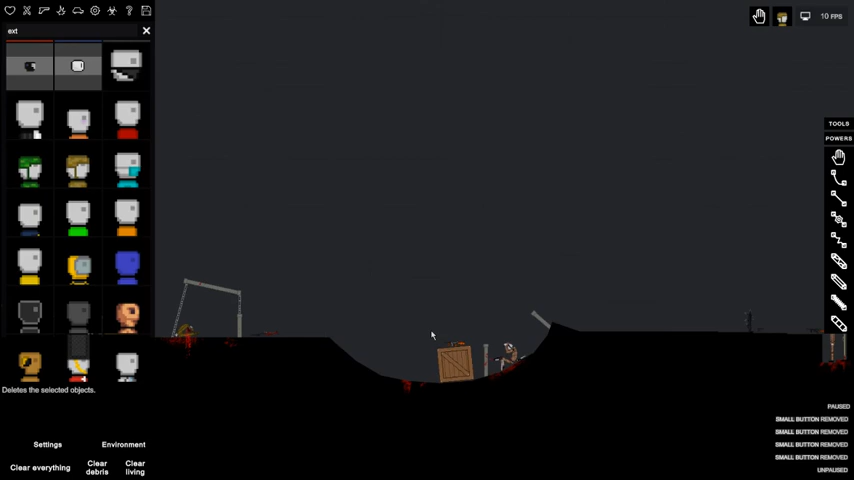 10 FPS
ext
TOOLS
POWERS
Deletes the selected objects.
PAUSED
SMALL BUTTON REMOVED
SMALL BUTTON REMOVED
SMALL BUTTON REMOVED
SMALL BUTTON REMOVED
UNPAUSED
Settings
Environment
Clear everything
Clear debris
Clear living